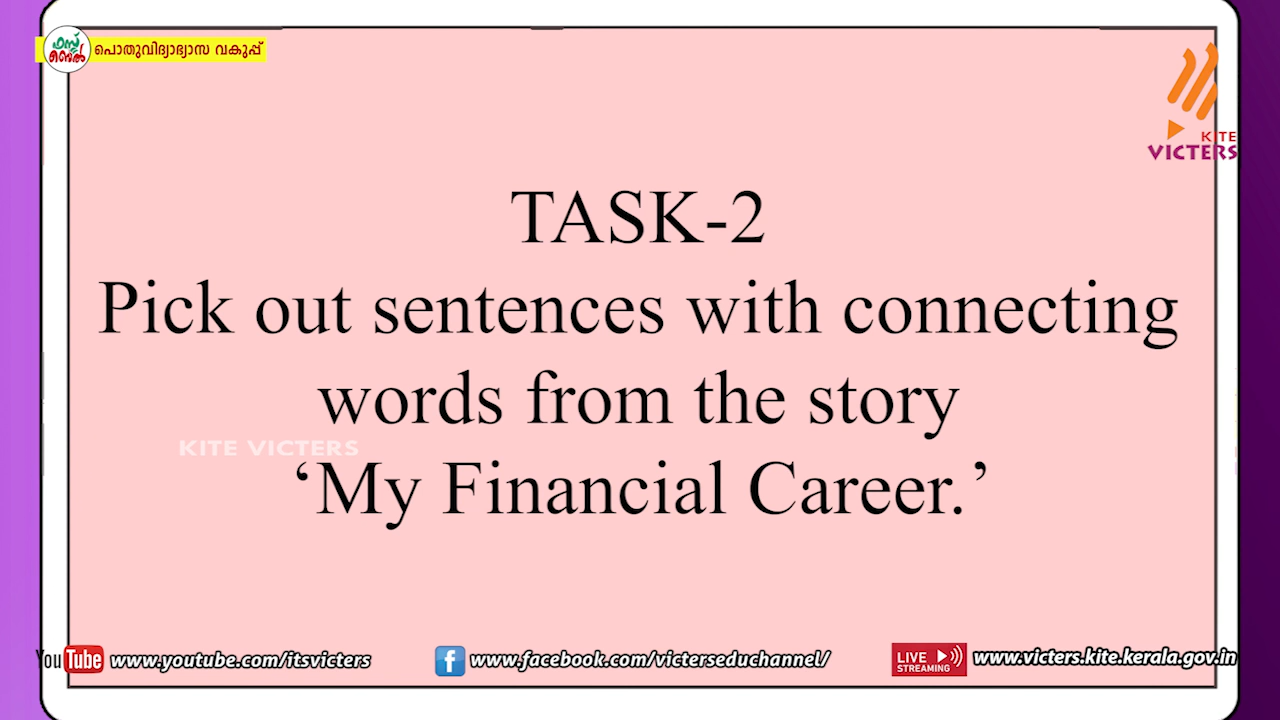 ഫസ്റ്റ്
ബെൽ
പൊതുവിദ്യാഭ്യാസ വകുപ്പ്
KITE
VICTERS
TASK-2
Pick out sentences with connecting
words from the story
KITE VICTERS
‘My Financial Career.’
YouTube www.youtube.com/itsvicters
f www.facebook.com/victerseduchannel/
LIVE
STREAMING
www.victers.kite.kerala.gov.in